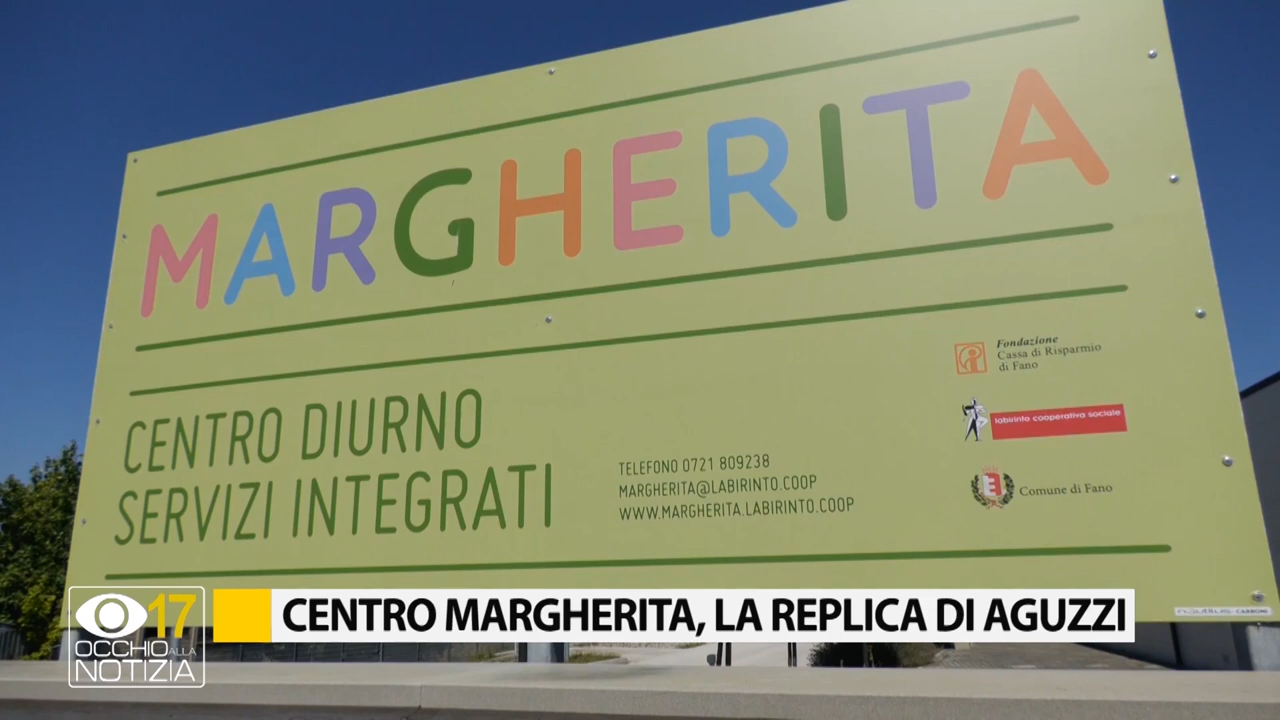 MARGHERITA
CENTRO DIURNO
SERVIZI INTEGRATI
TELEFONO 0721 809238
MARGHERITA@LABIRINTO.COOP
WWW.MARGHERITA.LABIRINTO.COOP
Fondazione
Cassa di Risparmio
di Fano
labirinto cooperativa sociale
Comune di Fano
17
OCCHIO ALLA
NOTIZIA
CENTRO MARGHERITA, LA REPLICA DI AGUZZI